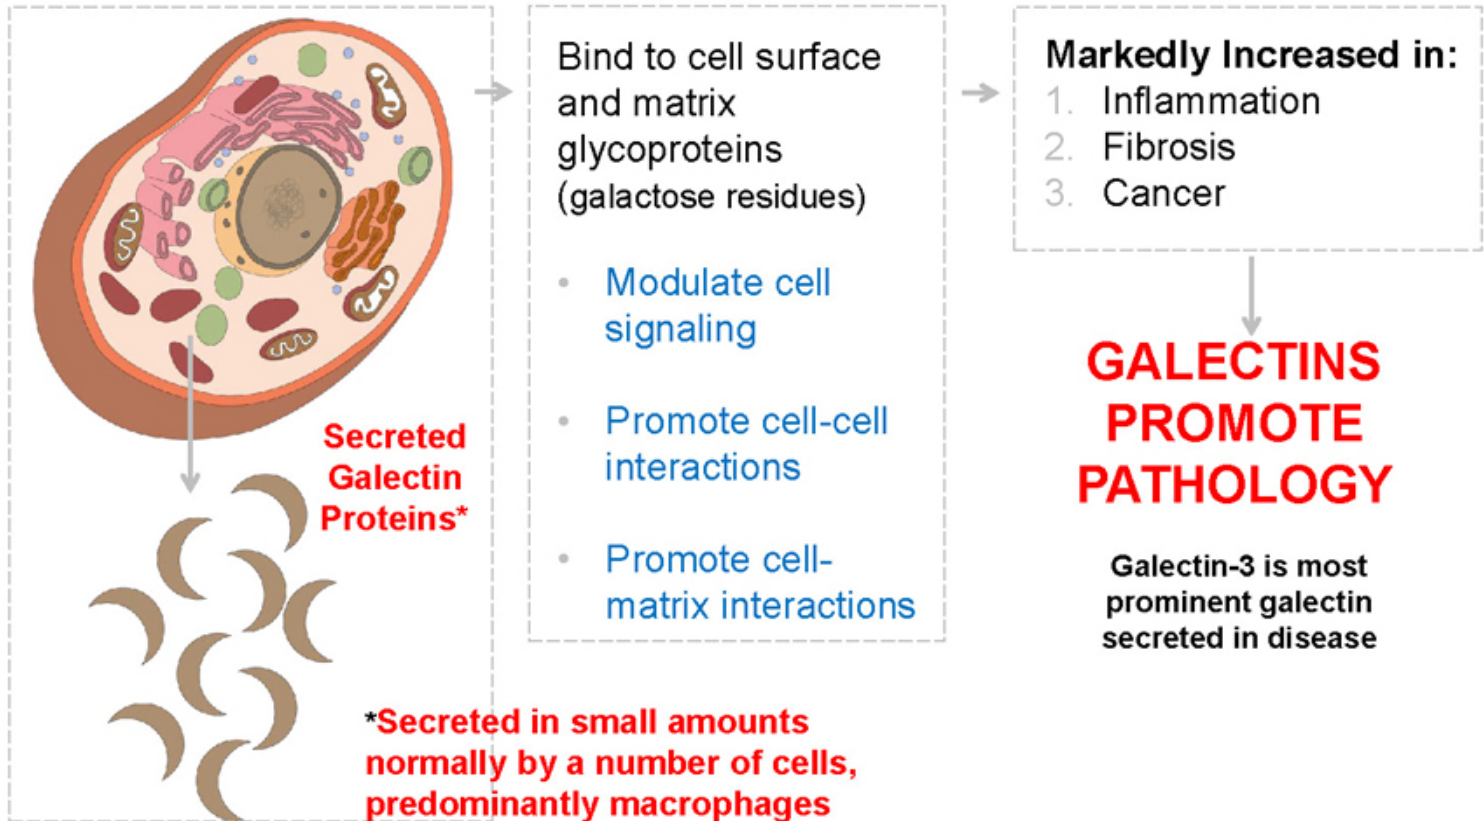 Secreted
Galectin
Proteins*
*Secreted in small amounts
normally by a number of cells,
predominantly macrophages
Bind to cell surface
and matrix
glycoproteins
(galactose residues)
• Modulate cell
signaling
• Promote cell-cell
interactions
• Promote cell-
matrix interactions
Markedly Increased in:
1. Inflammation
2. Fibrosis
3. Cancer
GALECTINS
PROMOTE
PATHOLOGY
Galectin-3 is most
prominent galectin
secreted in disease